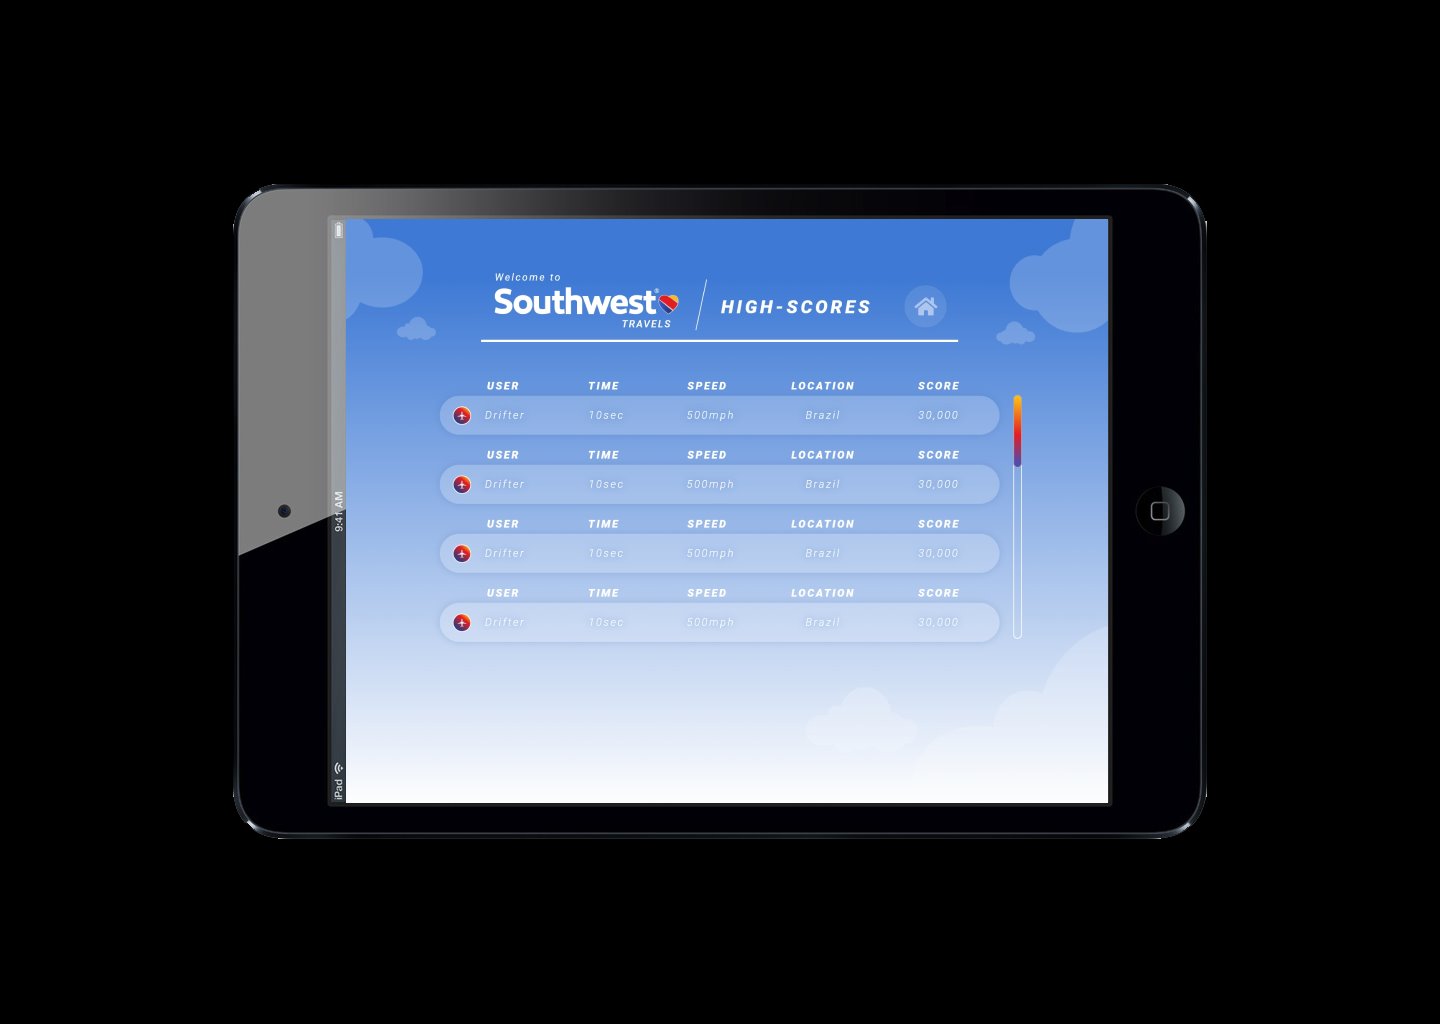 Welcome to
Southwest®
TRAVELS
HIGH-SCORES
USER TIME SPEED LOCATION SCORE
Drifter 10sec 500mph Brazil 30,000
USER TIME SPEED LOCATION SCORE
Drifter 10sec 500mph Brazil 30,000
USER TIME SPEED LOCATION SCORE
Drifter 10sec 500mph Brazil 30,000
USER TIME SPEED LOCATION SCORE
Drifter 10sec 500mph Brazil 30,000
iPad
9:41 AM